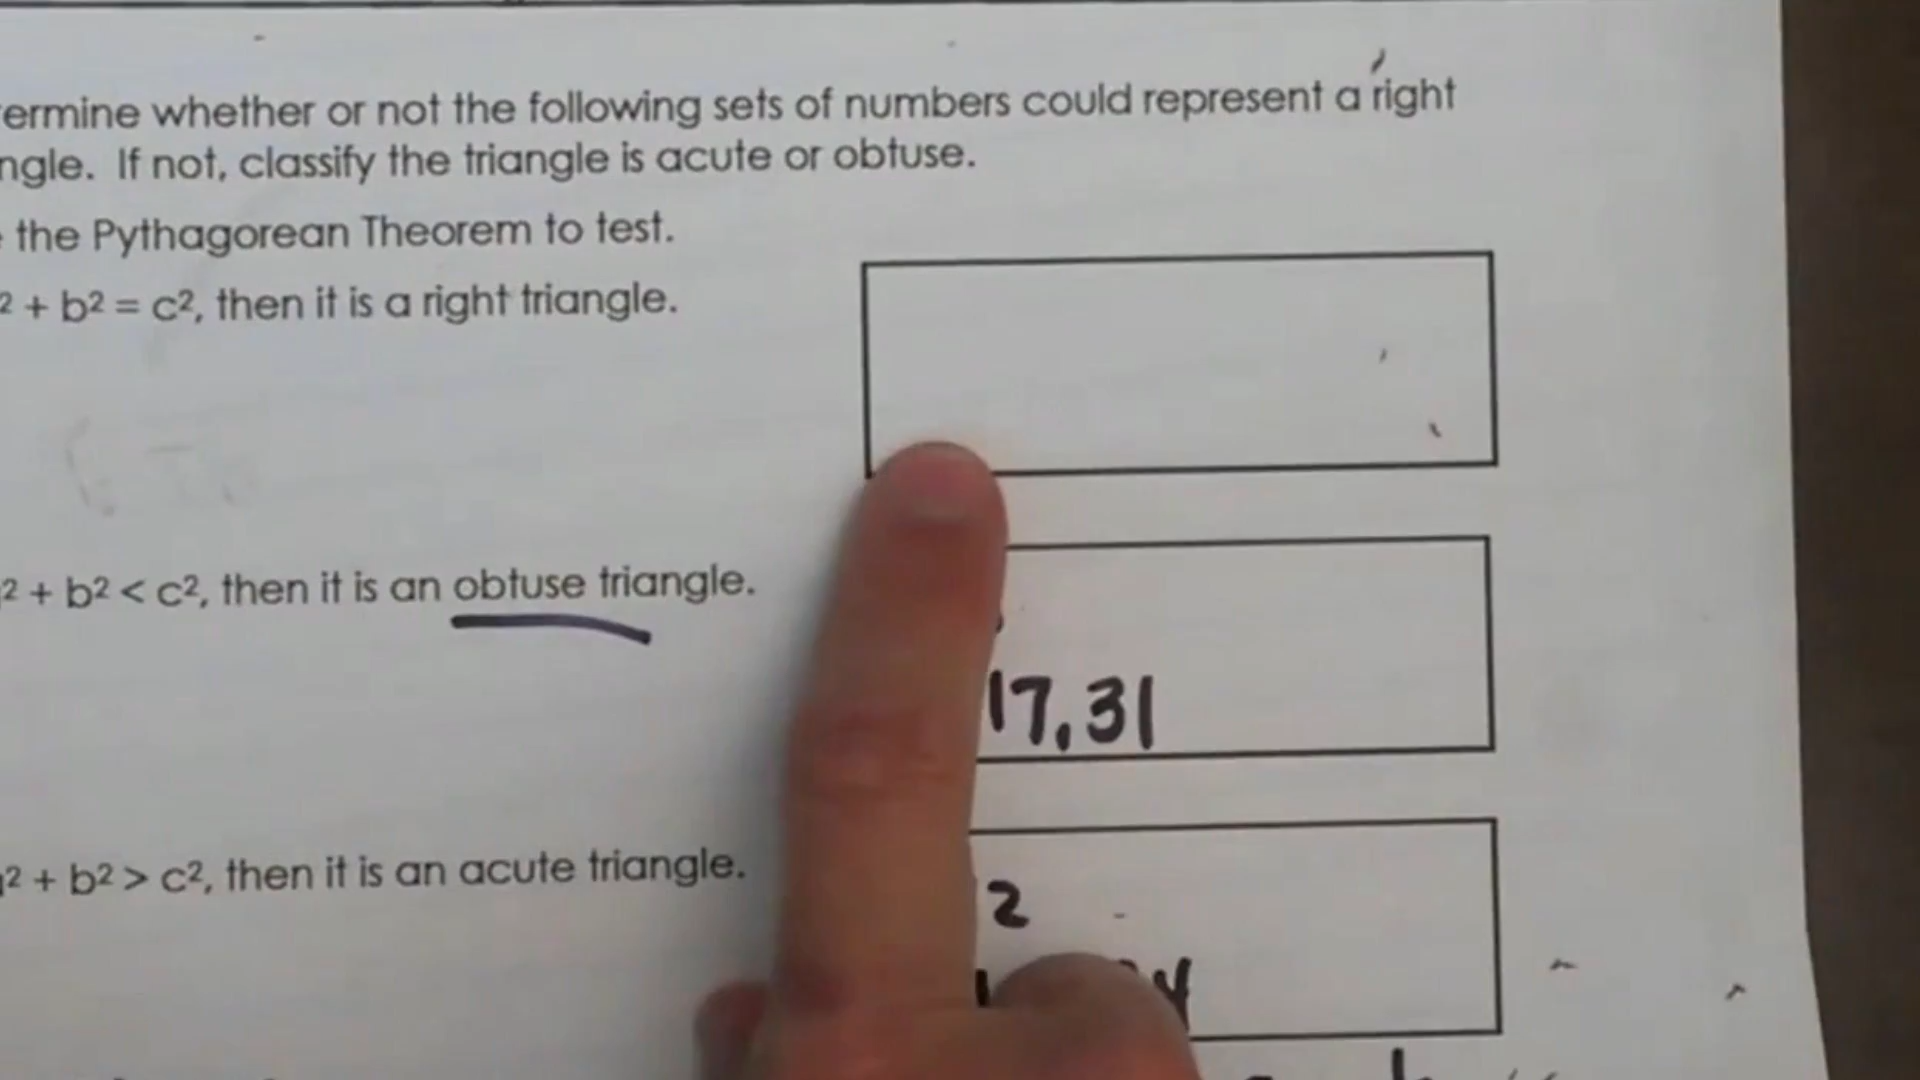 ermine whether or not the following sets of numbers could represent a right
ngle. If not, classify the triangle is acute or obtuse.
the Pythagorean Theorem to test.
2 + b2 = c2, then it is a right triangle.
2 + b2 < c2, then it is an obtuse triangle.
17,31
2 + b2 > c2, then it is an acute triangle.
2
4